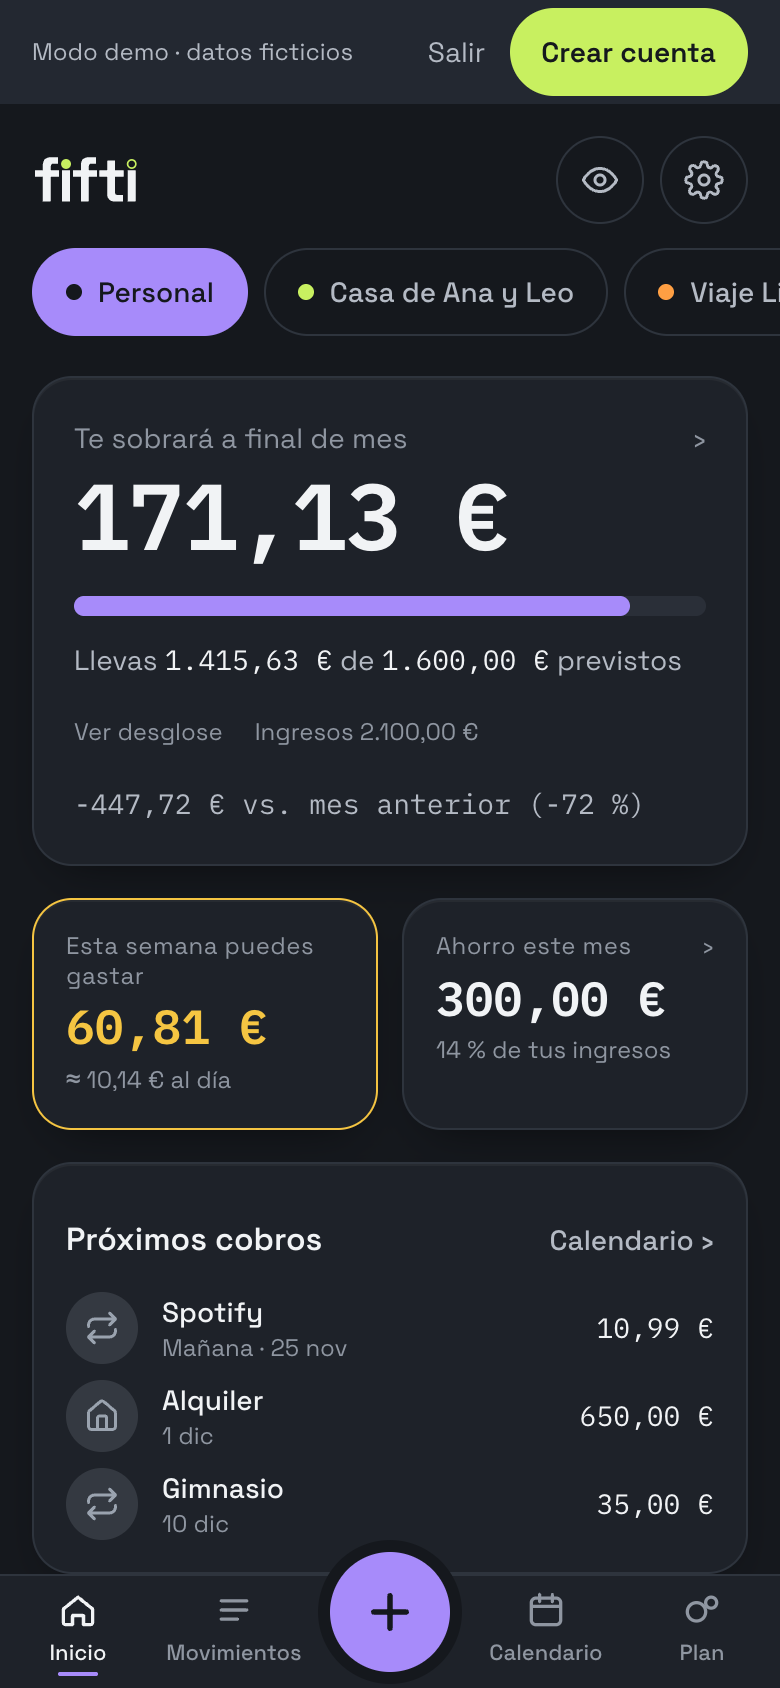 Modo demo · datos ficticios
Salir
Crear cuenta
fifti
Personal
Casa de Ana y Leo
Viaje Li
Te sobrará a final de mes >
171,13 €
Llevas 1.415,63 € de 1.600,00 € previstos
Ver desglose
Ingresos 2.100,00 €
-447,72 € vs. mes anterior (-72 %)
Esta semana puedes
gastar
60,81 €
≈ 10,14 € al día
Ahorro este mes >
300,00 €
14 % de tus ingresos
Próximos cobros
Calendario >
Spotify
Mañana · 25 nov
10,99 €
Alquiler
1 dic
650,00 €
Gimnasio
10 dic
35,00 €
Inicio
Movimientos
Calendario
Plan